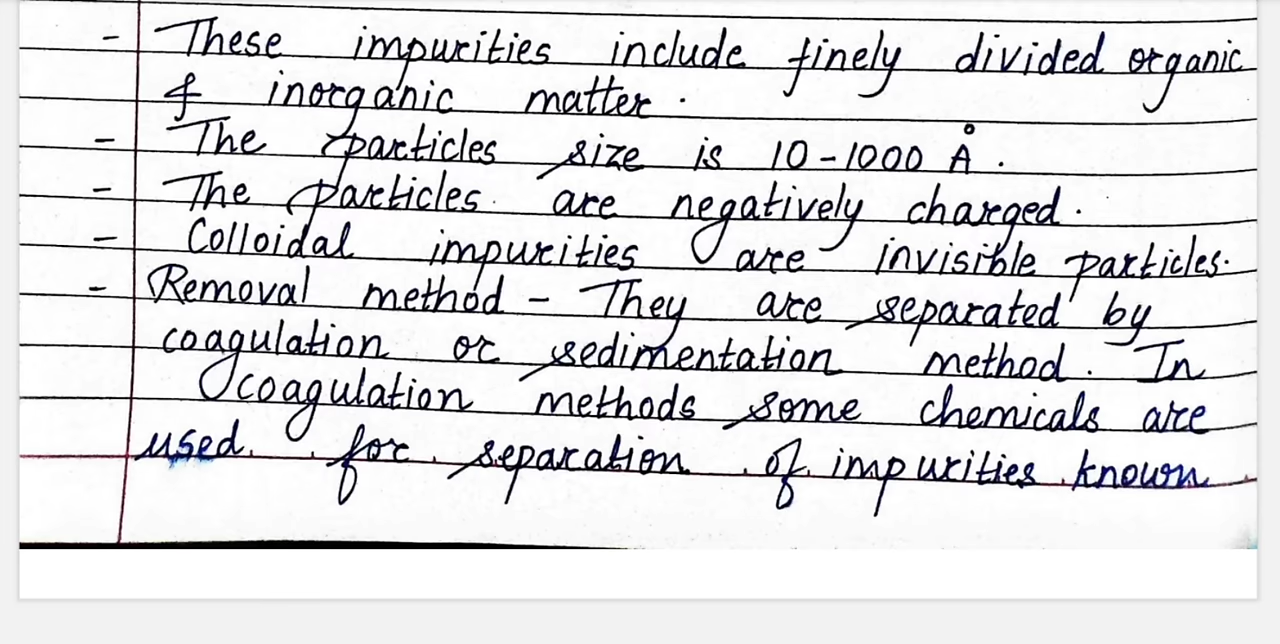 - These impurities include finely divided organic
& inorganic matter.
- The particles size is 10-1000 Å.
- The particles are negatively charged.
- Colloidal impurities are invisible particles.
- Removal method - They are separated by
coagulation or sedimentation method. In
coagulation methods some chemicals are
used for separation of impurities known